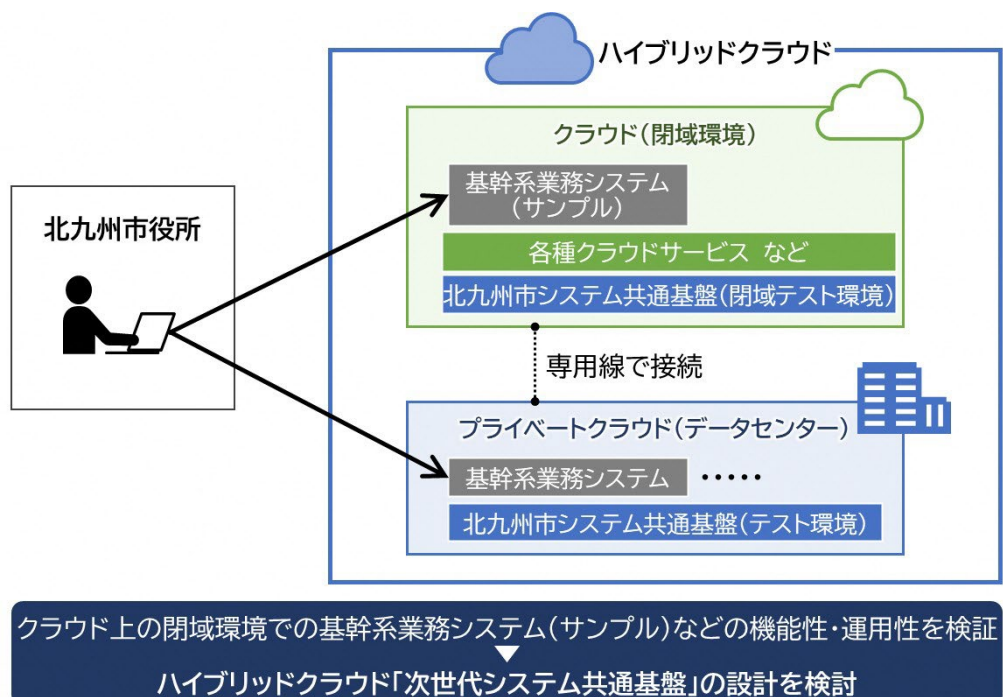 ハイブリッドクラウド
クラウド(閉域環境)
基幹系業務システム
(サンプル)
各種クラウドサービス など
北九州市システム共通基盤(閉域テスト環境)
北九州市役所
専用線で接続
プライベートクラウド(データセンター)
基幹系業務システム ・・・・・
北九州市システム共通基盤(テスト環境)
クラウド上の閉域環境での基幹系業務システム(サンプル)などの機能性・運用性を検証
ハイブリッドクラウド「次世代システム共通基盤」の設計を検討